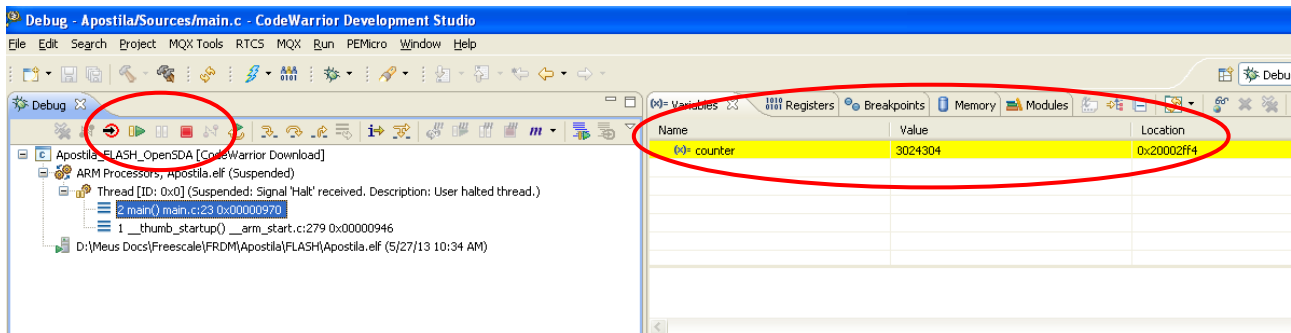 Debug - Apostila/Sources/main.c - CodeWarrior Development Studio
File Edit Search Project MQX Tools RTCS MQX Run PEMicro Window Help
Debu
Debug
(x)= Variables 1010 0101 Registers Breakpoints Memory Modules
Name Value Location
(x)= counter 3024304 0x20002ff4
Apostila_FLASH_OpenSDA [CodeWarrior Download]
ARM Processors, Apostila.elf (Suspended)
Thread [ID: 0x0] (Suspended: Signal 'Halt' received. Description: User halted thread.)
2 main() main.c:23 0x00000970
1 __thumb_startup() __arm_start.c:279 0x00000946
D:\Meus Docs\Freescale\FRDM\Apostila\FLASH\Apostila.elf (5/27/13 10:34 AM)